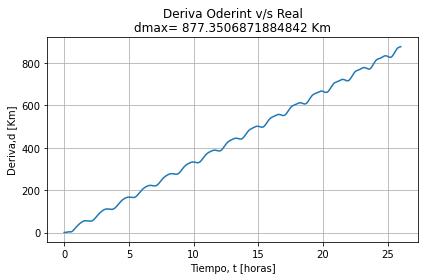 Deriva Oderint v/s Real
dmax= 877.3506871884842 Km
800
600
400
200
0
Deriva,d [Km]
0 5 10 15 20 25
Tiempo, t [horas]